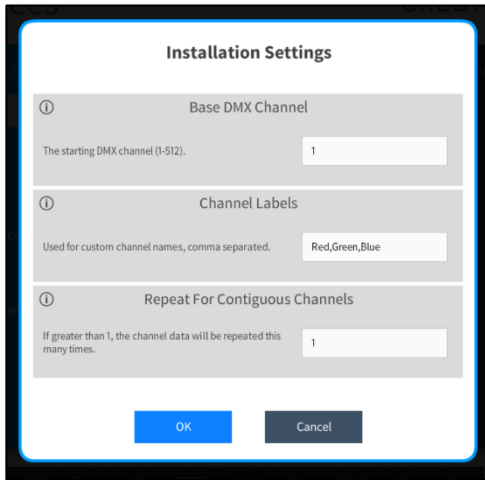 Installation Settings
Base DMX Channel
The starting DMX channel (1-512).
1
Channel Labels
Used for custom channel names, comma separated.
Red,Green,Blue
Repeat For Contiguous Channels
If greater than 1, the channel data will be repeated this
many times.
1
OK
Cancel